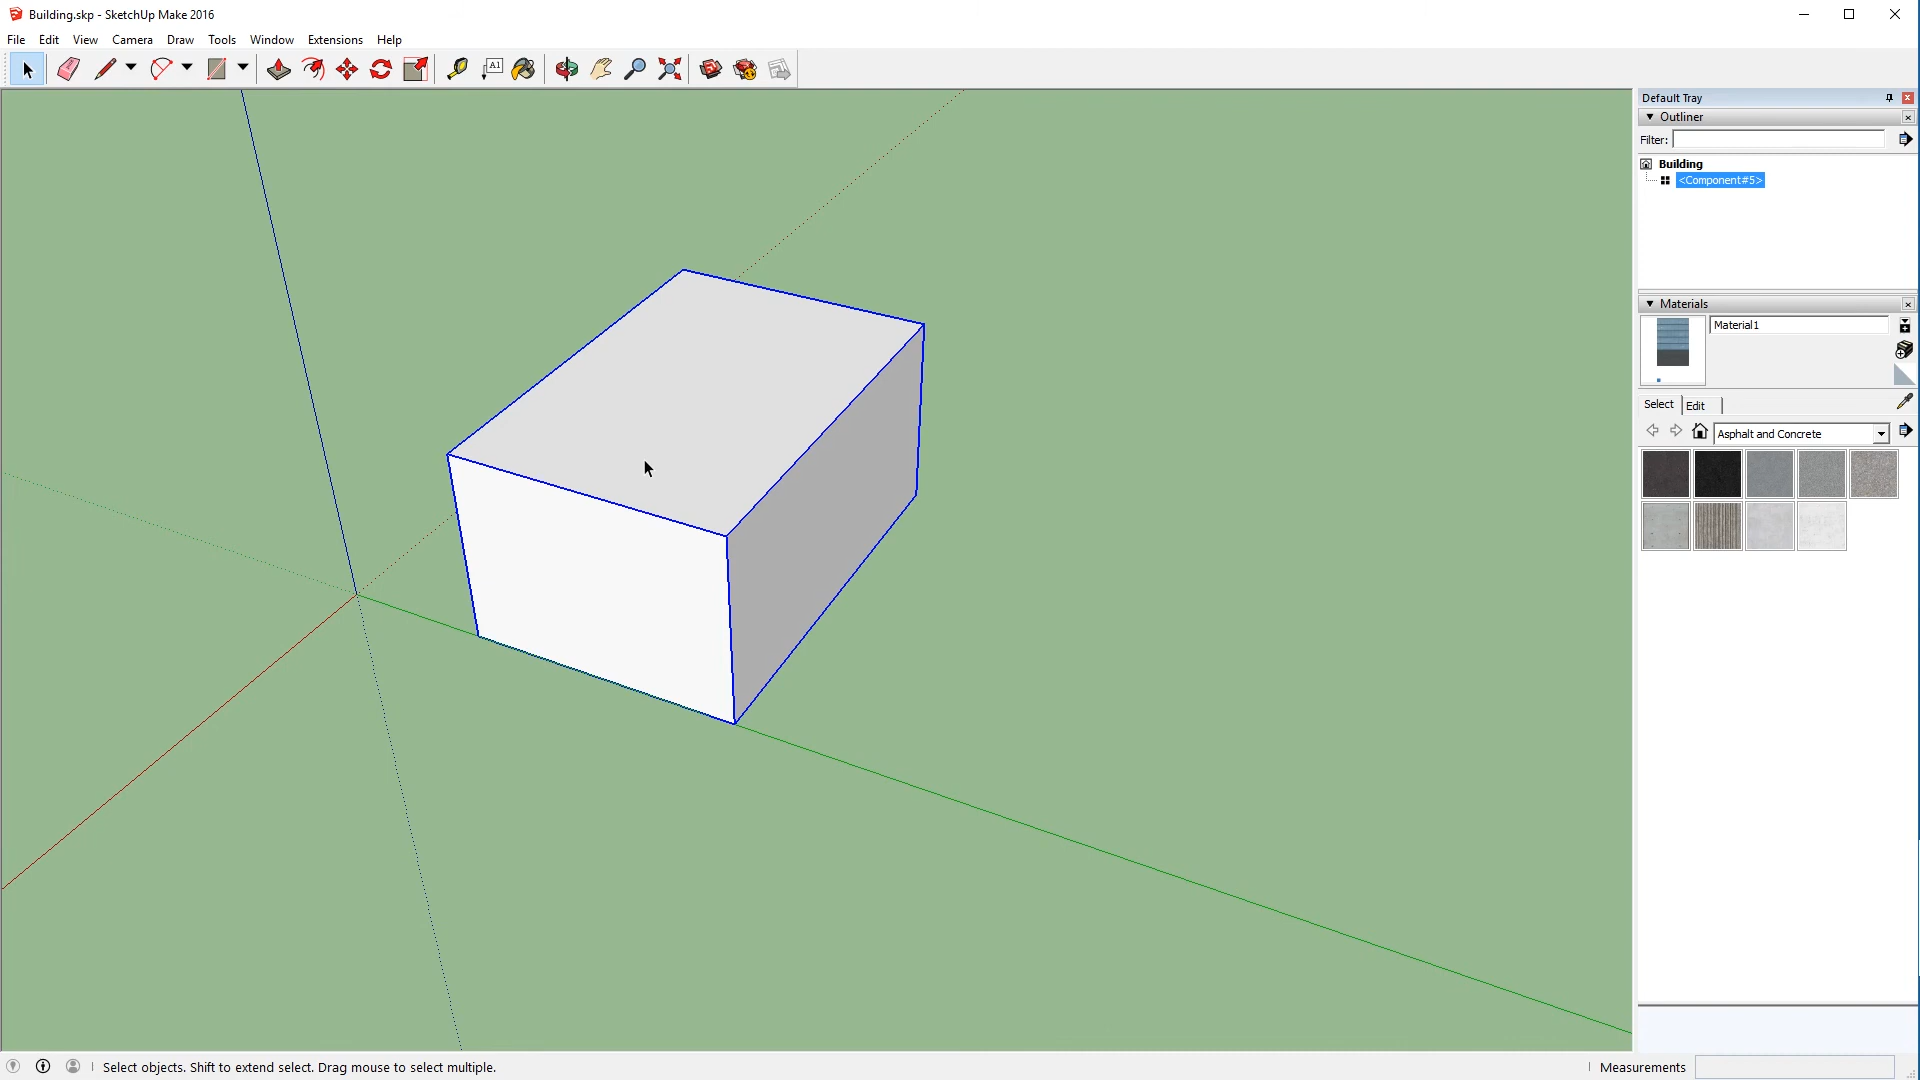 Building.skp - SketchUp Make 2016
File Edit View Camera Draw Tools Window Extensions Help
A1
Default Tray
Outliner
Filter:
Building
<Component#5>
Materials
Material1
Select Edit
Asphalt and Concrete
Select objects. Shift to extend select. Drag mouse to select multiple.
Measurements